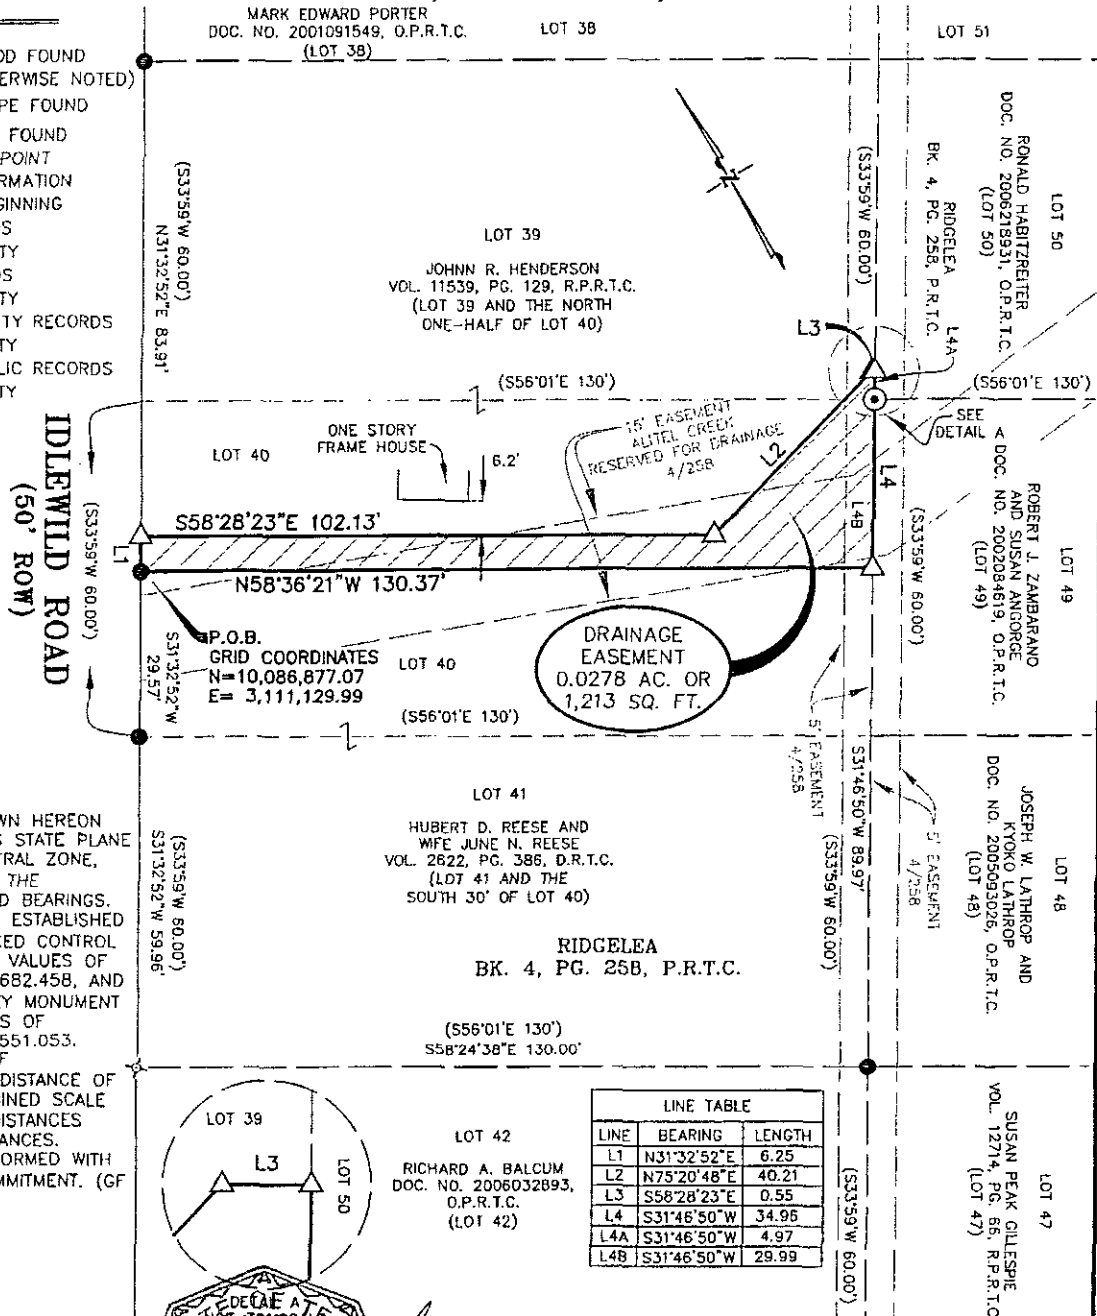 MARK EDWARD PORTER
DOC. NO. 2001091549, O.P.R.T.C.
(LOT 38)
LOT 38
LOT 51
OD FOUND
ERWISE NOTED)
PE FOUND
FOUND
POINT
RMATION
GINNING
S
TY
DS
TY
TY RECORDS
TY
LIC RECORDS
TY
(S33°59'W 60.00')
N31°32'52"E 83.91'
LOT 39
JOHNN R. HENDERSON
VOL. 11539, PG. 129, R.P.R.T.C.
(LOT 39 AND THE NORTH
ONE-HALF OF LOT 40)
(S33°59'W 60.00')
RIDGELEA
BK. 4, PG. 258, P.R.T.C.
LOT 50
RONALD HABITZREITER
DOC. NO. 2006218931, O.P.R.T.C.
(LOT 50)
L3
L4A
(S56°01'E 130')
(S56°01'E 130')
SEE
DETAIL A
15' EASEMENT
ALITEL CREEK
RESERVED FOR DRAINAGE
4/258
ONE STORY
FRAME HOUSE
LOT 40
6.2'
L2
L4
L4B
IDLEWILD ROAD
(50' ROW)
(S33°59'W 60.00')
L1
S58°28'23"E 102.13'
N58°36'21"W 130.37'
(S33°59'W 60.00')
LOT 49
ROBERT J. ZAMBARANO
AND SUSAN ANGORGE
DOC. NO. 2002084619, O.P.R.T.C.
(LOT 49)
P.O.B.
GRID COORDINATES
N=10,086,877.07
E= 3,111,129.99
LOT 40
S31°32'52"W
29.57'
DRAINAGE
EASEMENT
0.0278 AC. OR
1,213 SQ. FT.
(S56°01'E 130')
5' EASEMENT
4/258
S31°46'50"W 89.97'
(S33°59'W 60.00')
5' EASEMENT
4/258
LOT 41
HUBERT D. REESE AND
WIFE JUNE N. REESE
VOL. 2622, PG. 386, D.R.T.C.
(LOT 41 AND THE
SOUTH 30' OF LOT 40)
LOT 48
JOSEPH W. LATHROP AND
KYOKO LATHROP
DOC. NO. 2005093026, O.P.R.T.C.
(LOT 48)
(S33°59'W 60.00')
S31°32'52"W 59.96'
RIDGELEA
BK. 4, PG. 258, P.R.T.C.
WN HEREON
S STATE PLANE
TRAL ZONE,
THE
D BEARINGS.
ESTABLISHED
CED CONTROL
VALUES OF
682.458, AND
EY MONUMENT
S OF
551.053.
F
DISTANCE OF
INED SCALE
DISTANCES
ANCES.
ORMED WITH
MMITMENT. (GF
(S56°01'E 130')
S58°24'38"E 130.00'
LOT 39
L3
LOT 50
DETAIL A
LOT 42
RICHARD A. BALCUM
DOC. NO. 2006032893,
O.P.R.T.C.
(LOT 42)
LINE TABLE
LINE BEARING LENGTH
L1 N31°32'52"E 6.25
L2 N75°20'48"E 40.21
L3 S58°28'23"E 0.55
L4 S31°46'50"W 34.96
L4A S31°46'50"W 4.97
L4B S31°46'50"W 29.99
(S33°59'W 60.00')
LOT 47
SUSAN PEAK GILLESPIE
VOL. 12714, PG. 66, R.P.R.T.C.
(LOT 47)